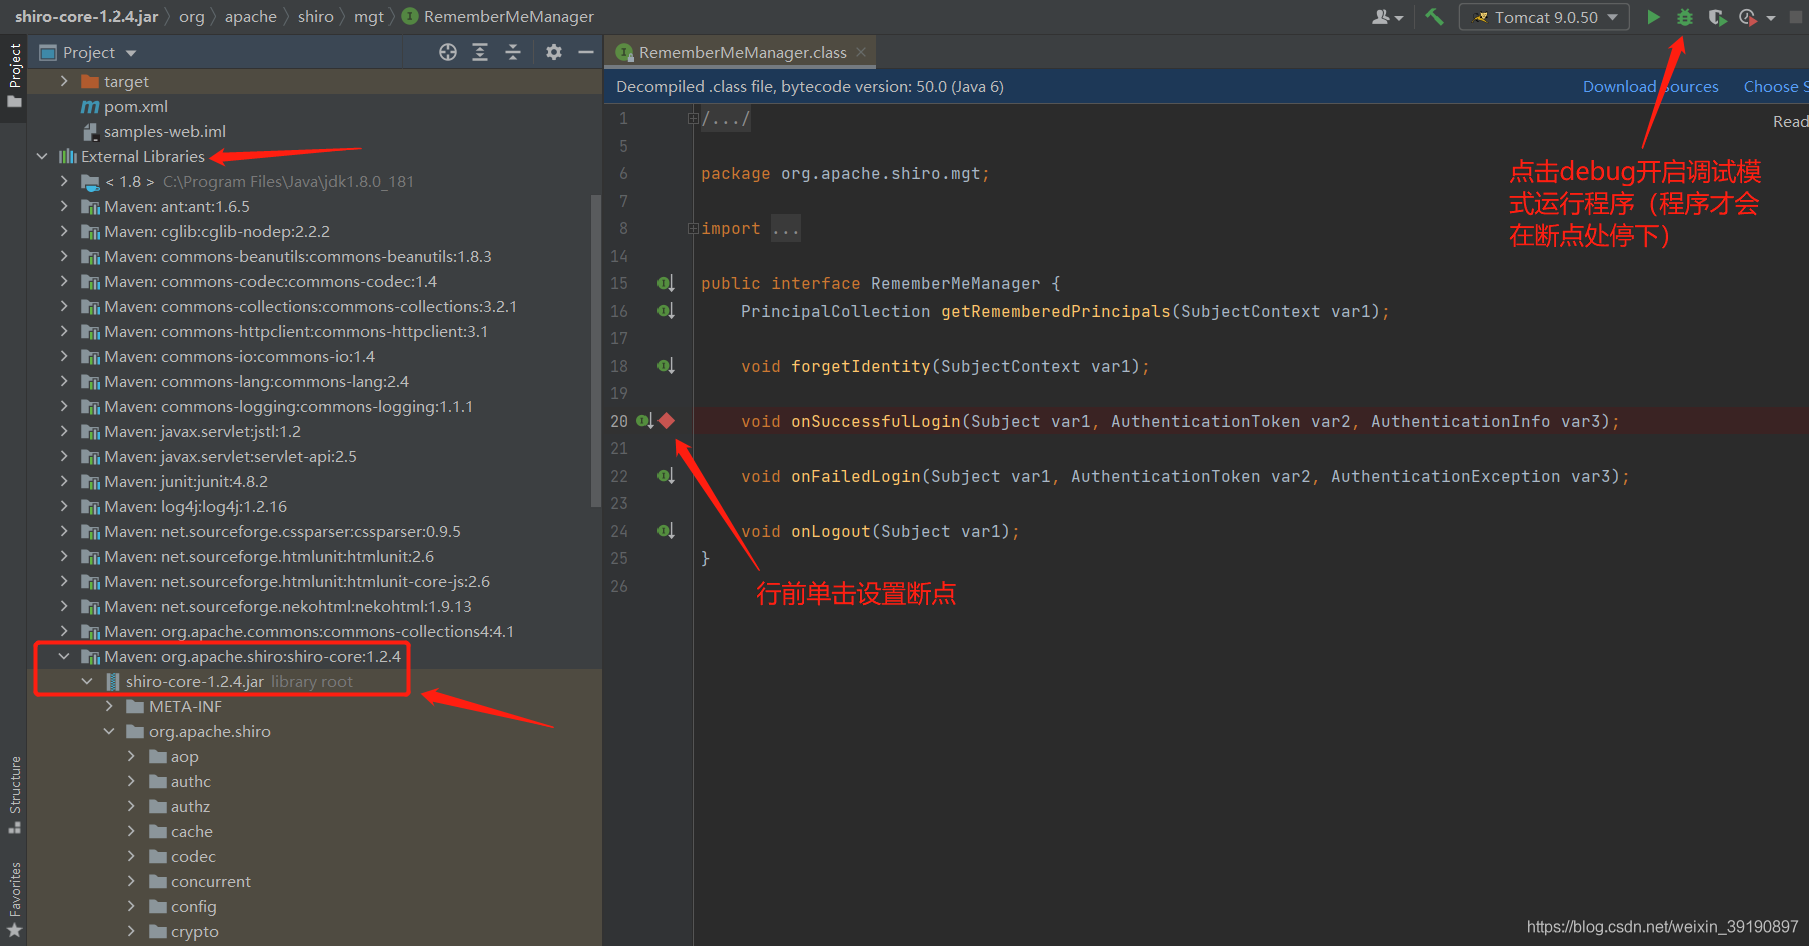 shiro-core-1.2.4.jar 〉 org 〉 apache 〉 shiro 〉 mgt 〉 RememberMeManager
Tomcat 9.0.50
Project
Project
RememberMeManager.class
target
pom.xml
samples-web.iml
External Libraries
< 1.8 > C:\Program Files\Java\jdk1.8.0_181
Maven: ant:ant:1.6.5
Maven: cglib:cglib-nodep:2.2.2
Maven: commons-beanutils:commons-beanutils:1.8.3
Maven: commons-codec:commons-codec:1.4
Maven: commons-collections:commons-collections:3.2.1
Maven: commons-httpclient:commons-httpclient:3.1
Maven: commons-io:commons-io:1.4
Maven: commons-lang:commons-lang:2.4
Maven: commons-logging:commons-logging:1.1.1
Maven: javax.servlet:jstl:1.2
Maven: javax.servlet:servlet-api:2.5
Maven: junit:junit:4.8.2
Maven: log4j:log4j:1.2.16
Maven: net.sourceforge.cssparser:cssparser:0.9.5
Maven: net.sourceforge.htmlunit:htmlunit:2.6
Maven: net.sourceforge.htmlunit:htmlunit-core-js:2.6
Maven: net.sourceforge.nekohtml:nekohtml:1.9.13
Maven: org.apache.commons:commons-collections4:4.1
Maven: org.apache.shiro:shiro-core:1.2.4
shiro-core-1.2.4.jar library root
META-INF
org.apache.shiro
aop
authc
authz
cache
codec
concurrent
config
crypto
Structure
Favorites
Decompiled .class file, bytecode version: 50.0 (Java 6)
Download Sources Choose S
Read
1 /.../
5
6 package org.apache.shiro.mgt;
7
8 import ...
14
15 public interface RememberMeManager {
16 PrincipalCollection getRememberedPrincipals(SubjectContext var1);
17
18 void forgetIdentity(SubjectContext var1);
19
20 void onSuccessfulLogin(Subject var1, AuthenticationToken var2, AuthenticationInfo var3);
21
22 void onFailedLogin(Subject var1, AuthenticationToken var2, AuthenticationException var3);
23
24 void onLogout(Subject var1);
25 }
26
点击debug开启调试模
式运行程序（程序才会
在断点处停下）
行前单击设置断点
https://blog.csdn.net/weixin_39190897